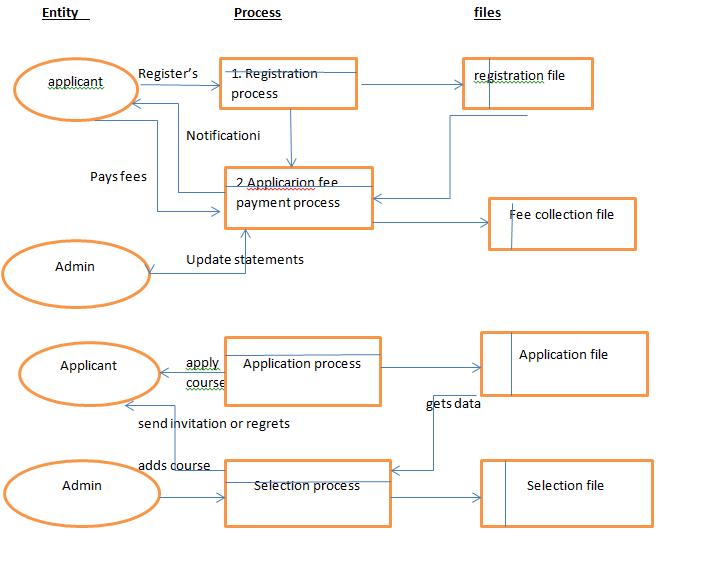 Entity
Process
files
applicant
Register's
1. Registration
process
registration file
Notificationi
Pays fees
2 Applicarion fee
payment process
Fee collection file
Admin
Update statements
Applicant
apply
course
Application process
Application file
gets data
send invitation or regrets
adds course
Admin
Selection process
Selection file